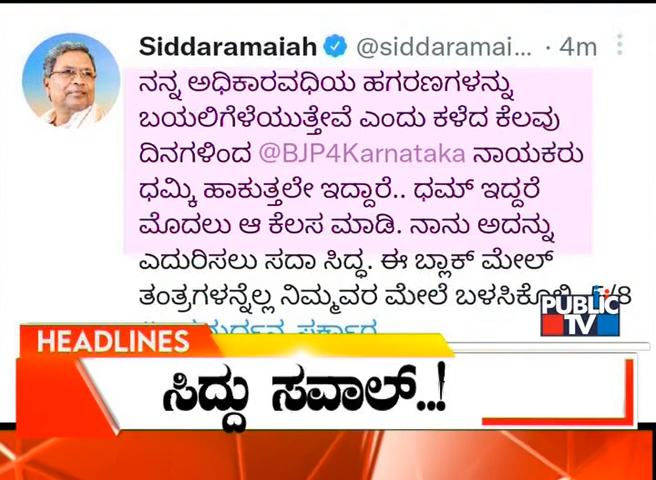 Siddaramaiah @siddaramai... · 4m
ನನ್ನ ಅಧಿಕಾರವಧಿಯ ಹಗರಣಗಳನ್ನು
ಬಯಲಿಗೆಳೆಯುತ್ತೇವೆ ಎಂದು ಕಳೆದ ಕೆಲವು
ದಿನಗಳಿಂದ @BJP4Karnataka ನಾಯಕರು
ಧಮ್ಕಿ ಹಾಕುತ್ತಲೇ ಇದ್ದಾರೆ.. ಧಮ್ ಇದ್ದರೆ
ಮೊದಲು ಆ ಕೆಲಸ ಮಾಡಿ. ನಾನು ಅದನ್ನು
ಎದುರಿಸಲು ಸದಾ ಸಿದ್ಧ. ಈ ಬ್ಲಾಕ್ ಮೇಲ್
ತಂತ್ರಗಳನ್ನೆಲ್ಲ ನಿಮ್ಮವರ ಮೇಲೆ ಬಳಸಿಕೊಳ್ಳಿ /8
PUBLIC
TV
HEADLINES
ಸಿದ್ದು ಸವಾಲ್..!